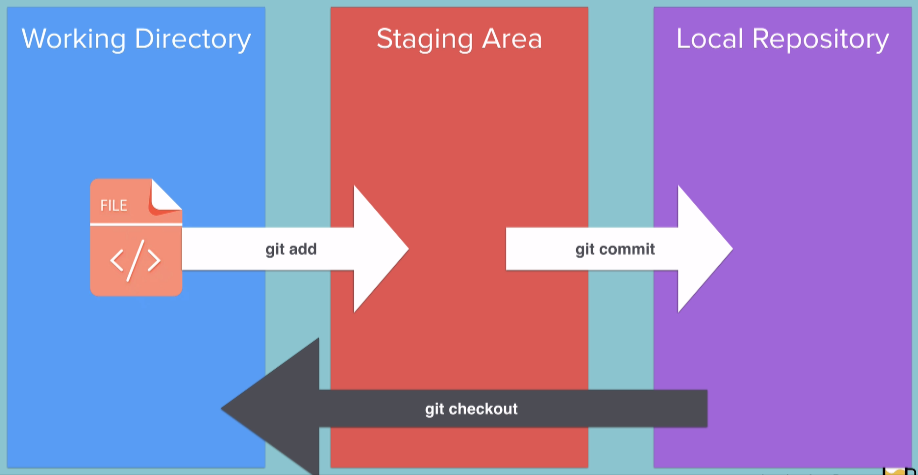 Working Directory
Staging Area
Local Repository
FILE
</>
git add
git commit
git checkout